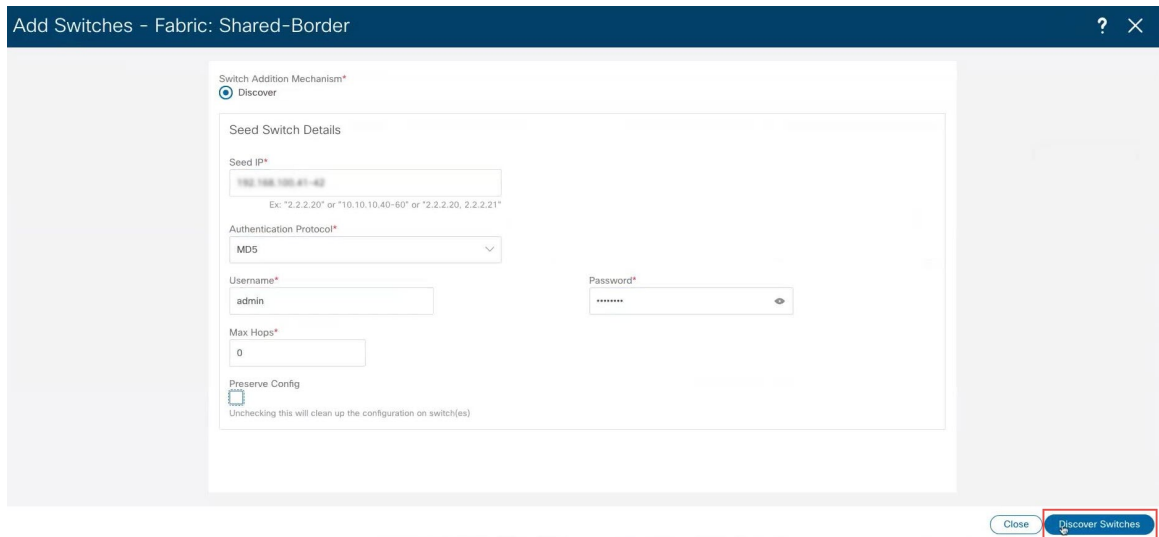 Add Switches - Fabric: Shared-Border
?
Switch Addition Mechanism*
Discover
Seed Switch Details
Seed IP*
Ex: "2.2.2.20" or "10.10.10.40-60" or "2.2.2.20, 2.2.2.21"
Authentication Protocol*
MD5
Username* Password*
admin ••••••••
Max Hops*
0
Preserve Config
Unchecking this will clean up the configuration on switch(es)
Close Discover Switches